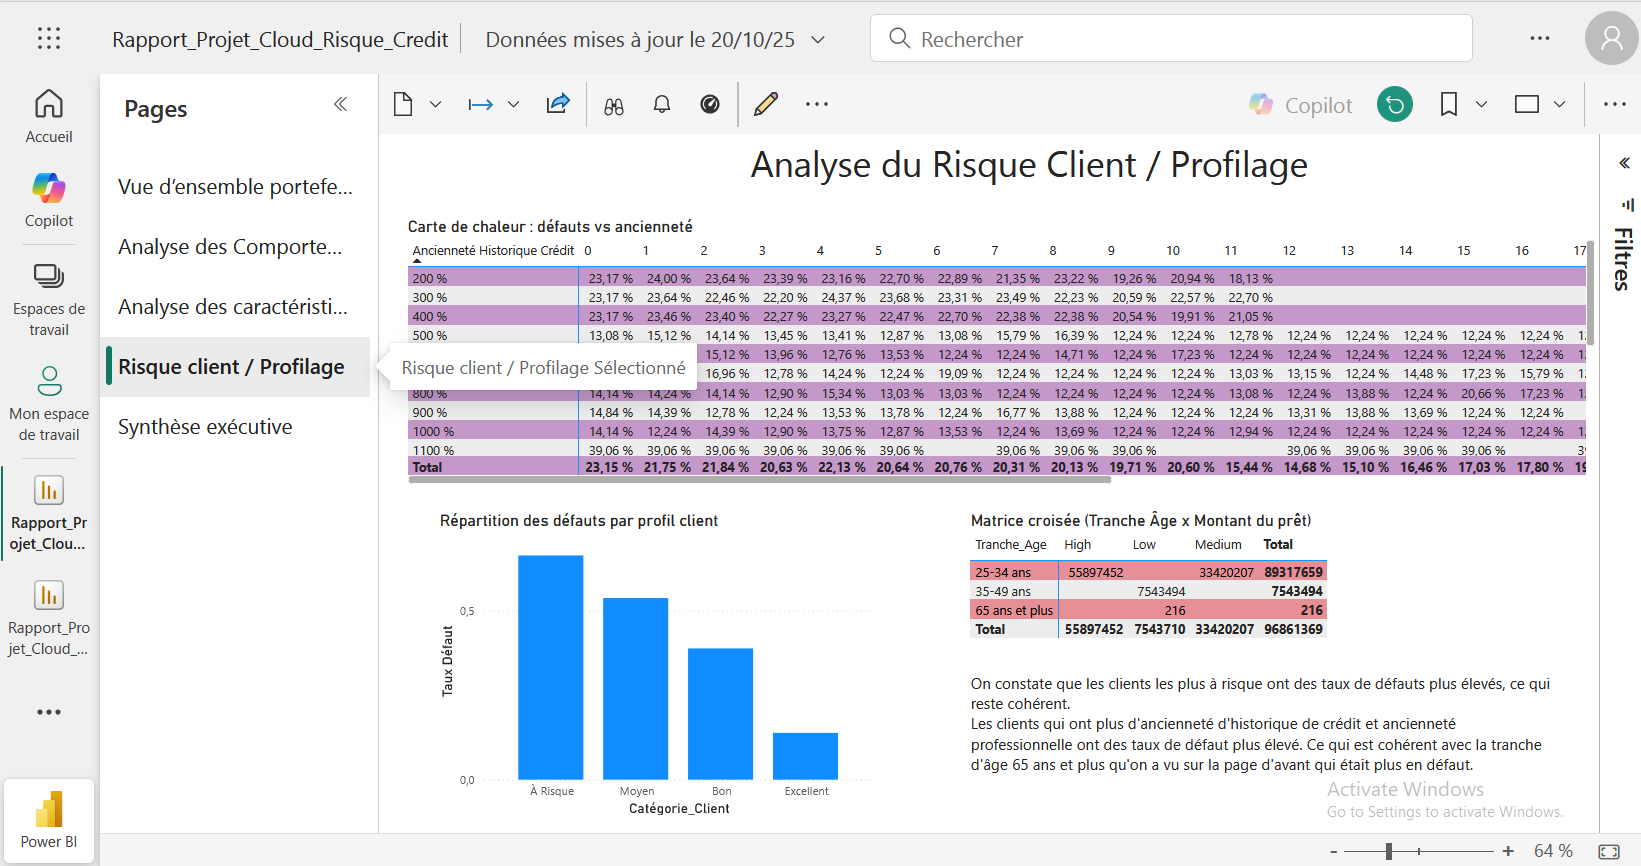 Rapport_Projet_Cloud_Risque_Credit
Données mises à jour le 20/10/25
Rechercher
Accueil
Copilot
Espaces de
travail
Mon espace
de travail
Rapport_Pr
ojet_Clou...
Rapport_Pro
jet_Cloud_...
Power BI
Pages
Vue d’ensemble portefe...
Analyse des Comporte...
Analyse des caractéristi...
Risque client / Profilage
Synthèse exécutive
Risque client / Profilage Sélectionné
Copilot
Filtres
Analyse du Risque Client / Profilage
Carte de chaleur : défauts vs ancienneté
Ancienneté Historique Crédit 0 1 2 3 4 5 6 7 8 9 10 11 12 13 14 15 16 17
200 % 23,17 % 24,00 % 23,64 % 23,39 % 23,16 % 22,70 % 22,89 % 21,35 % 23,22 % 19,26 % 20,94 % 18,13 %
300 % 23,17 % 23,64 % 22,46 % 22,20 % 24,37 % 23,68 % 23,31 % 23,49 % 22,23 % 20,59 % 22,57 % 22,70 %
400 % 23,17 % 23,46 % 23,40 % 22,27 % 23,27 % 22,47 % 22,70 % 22,38 % 22,38 % 20,54 % 19,91 % 21,05 %
500 % 13,08 % 15,12 % 14,14 % 13,45 % 13,41 % 12,87 % 13,08 % 15,79 % 16,39 % 12,24 % 12,24 % 12,78 % 12,24 % 12,24 % 12,24 % 12,24 % 12,24 %
15,12 % 13,96 % 12,76 % 13,53 % 12,24 % 12,24 % 14,71 % 12,24 % 17,23 % 12,24 % 12,24 % 12,24 % 12,24 % 12,24 % 12,24 %
16,96 % 12,78 % 14,24 % 12,24 % 19,09 % 12,24 % 12,24 % 12,24 % 12,24 % 13,03 % 13,15 % 12,24 % 14,48 % 17,23 % 15,79 %
800 % 14,14 % 14,24 % 14,14 % 12,90 % 15,34 % 13,03 % 13,03 % 12,24 % 12,24 % 12,24 % 12,24 % 13,08 % 12,24 % 13,88 % 12,24 % 20,66 % 17,23 %
900 % 14,84 % 14,39 % 12,78 % 12,24 % 13,53 % 13,78 % 12,24 % 16,77 % 13,88 % 12,24 % 12,24 % 12,24 % 13,31 % 13,88 % 13,69 % 12,24 % 12,24 %
1000 % 14,14 % 12,24 % 14,39 % 12,90 % 13,75 % 12,87 % 13,53 % 12,24 % 13,69 % 12,24 % 12,24 % 12,94 % 12,24 % 12,24 % 12,24 % 12,24 % 12,24 %
1100 % 39,06 % 39,06 % 39,06 % 39,06 % 39,06 % 39,06 % 39,06 % 39,06 % 39,06 % 39,06 % 39,06 % 39,06 % 39,06 %
Total 23,15 % 21,75 % 21,84 % 20,63 % 22,13 % 20,64 % 20,76 % 20,31 % 20,13 % 19,71 % 20,60 % 15,44 % 14,68 % 15,10 % 16,46 % 17,03 % 17,80 %
Répartition des défauts par profil client
Taux Défaut
0,5
0,0
À Risque Moyen Bon Excellent
Catégorie_Client
Matrice croisée (Tranche Âge x Montant du prêt)
Tranche_Age High Low Medium Total
25-34 ans 55897452 33420207 89317659
35-49 ans 7543494 7543494
65 ans et plus 216 216
Total 55897452 7543710 33420207 96861369
On constate que les clients les plus à risque ont des taux de défauts plus élevés, ce qui
reste cohérent.
Les clients qui ont plus d'ancienneté d'historique de crédit et ancienneté
professionnelle ont des taux de défaut plus élevé. Ce qui est cohérent avec la tranche
d'âge 65 ans et plus qu'on a vu sur la page d'avant qui était plus en défaut.
Activate Windows
Go to Settings to activate Windows.
64 %